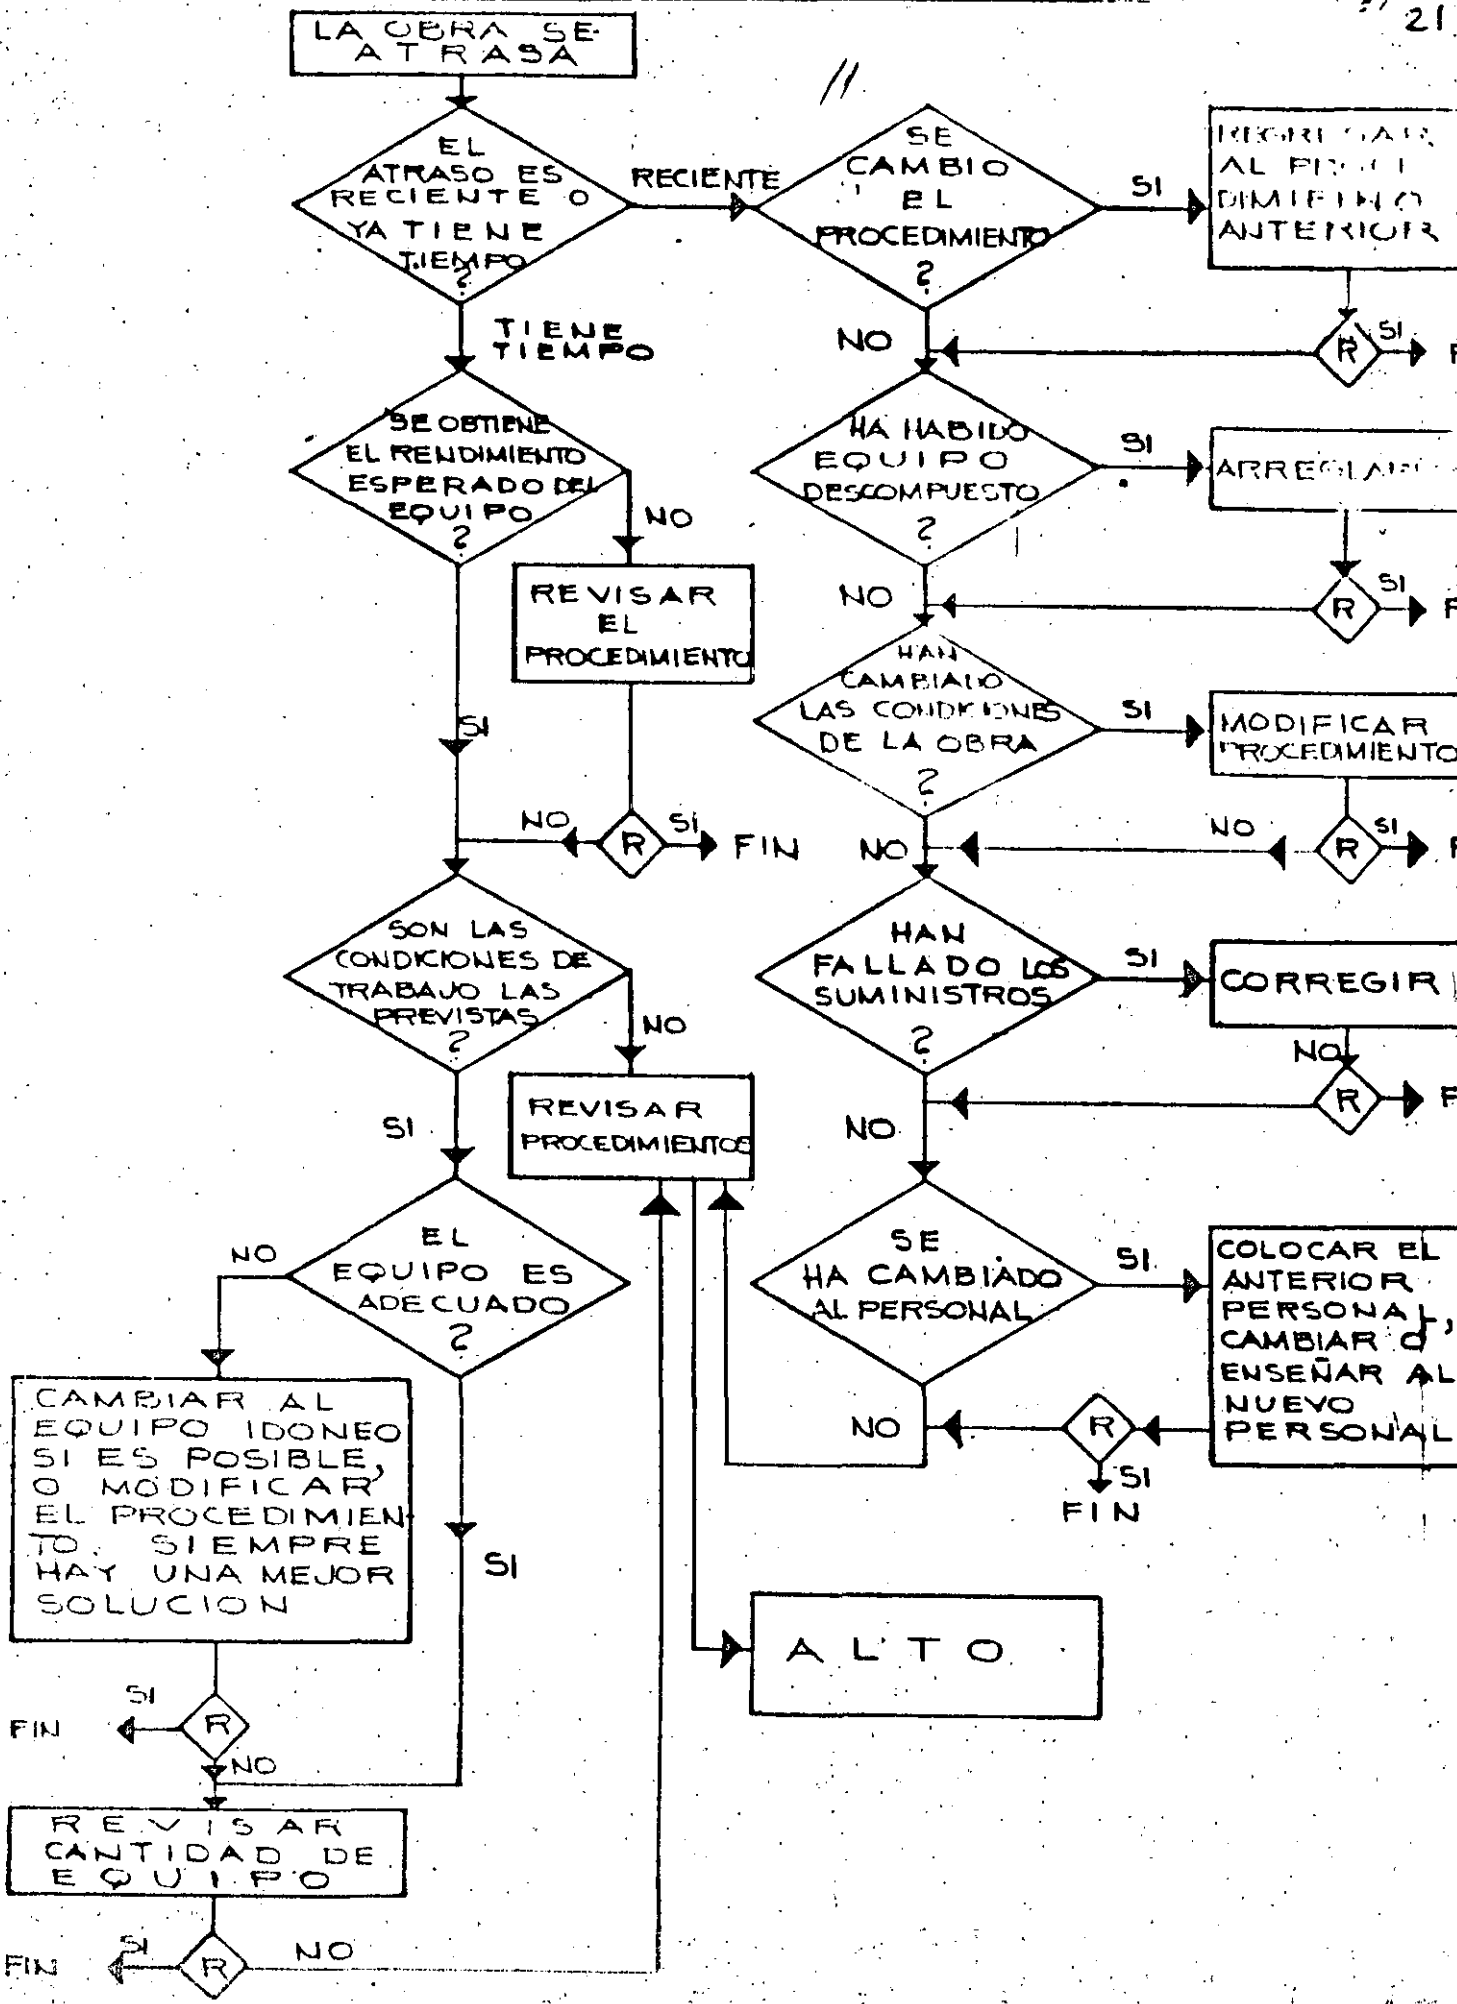 21
LA OBRA SE
ATRASA
11
EL
ATRASO ES
RECIENTE O
YA TIENE
TIEMPO
?
RECIENTE
SE
CAMBIO
EL
PROCEDIMIENTO
?
SI
REGRESAR
AL
ANTERIOR
TIENE
TIEMPO
NO
R
SI
SE OBTIENE
EL RENDIMIENTO
ESPERADO DEL
EQUIPO
?
NO
HA HABIDO
EQUIPO
DESCOMPUESTO
?
SI
ARREGLAR
REVISAR
EL
PROCEDIMIENTO
NO
R
SI
SI
HAN
CAMBIADO
LAS CONDICIONES
DE LA OBRA
?
SI
MODIFICAR
PROCEDIMIENTO
NO
R
SI
FIN
NO
NO
R
SI
SON LAS
CONDICIONES DE
TRABAJO LAS
PREVISTAS
?
NO
HAN
FALLADO LOS
SUMINISTROS
?
SI
CORREGIR
NO
R
REVISAR
PROCEDIMIENTOS
SI
NO
EL
EQUIPO ES
ADECUADO
?
NO
SE
HA CAMBIADO
AL PERSONAL
SI
COLOCAR EL
ANTERIOR
PERSONAL,
CAMBIAR O
ENSEÑAR AL
NUEVO
PERSONAL
NO
R
SI
FIN
CAMBIAR AL
EQUIPO IDONEO
SI ES POSIBLE,
O MODIFICAR
EL PROCEDIMIEN
TO. SIEMPRE
HAY UNA MEJOR
SOLUCION
SI
ALTO
SI
FIN
R
NO
REVISAR
CANTIDAD DE
EQUIPO
FIN
SI
R
NO